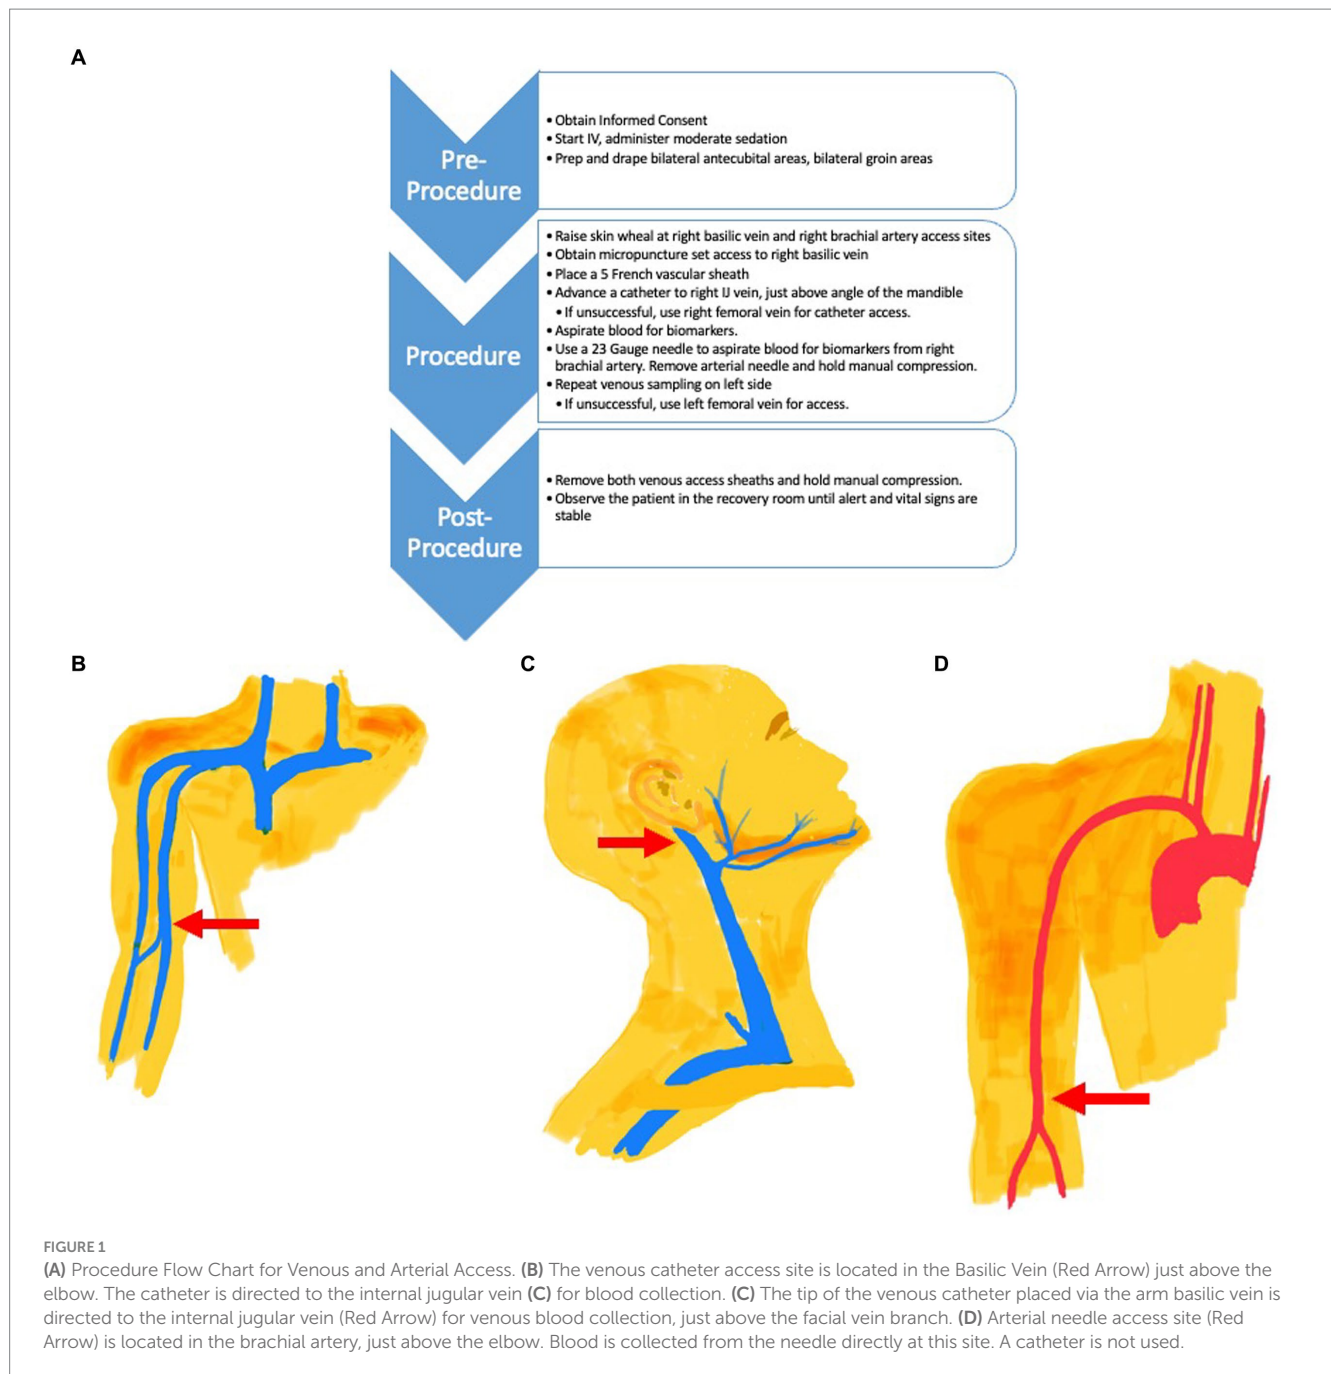 A
Pre-
Procedure
• Obtain Informed Consent
• Start IV, administer moderate sedation
• Prep and drape bilateral antecubital areas, bilateral groin areas
Procedure
• Raise skin wheal at right basilic vein and right brachial artery access sites
• Obtain micropuncture set access to right basilic vein
• Place a 5 French vascular sheath
• Advance a catheter to right IJ vein, just above angle of the mandible
• If unsuccessful, use right femoral vein for catheter access.
• Aspirate blood for biomarkers.
• Use a 23 Gauge needle to aspirate blood for biomarkers from right
brachial artery. Remove arterial needle and hold manual compression.
• Repeat venous sampling on left side
• If unsuccessful, use left femoral vein for access.
Post-
Procedure
• Remove both venous access sheaths and hold manual compression.
• Observe the patient in the recovery room until alert and vital signs are
stable
B
C
D
FIGURE 1
(A) Procedure Flow Chart for Venous and Arterial Access. (B) The venous catheter access site is located in the Basilic Vein (Red Arrow) just above the
elbow. The catheter is directed to the internal jugular vein (C) for blood collection. (C) The tip of the venous catheter placed via the arm basilic vein is
directed to the internal jugular vein (Red Arrow) for venous blood collection, just above the facial vein branch. (D) Arterial needle access site (Red
Arrow) is located in the brachial artery, just above the elbow. Blood is collected from the needle directly at this site. A catheter is not used.